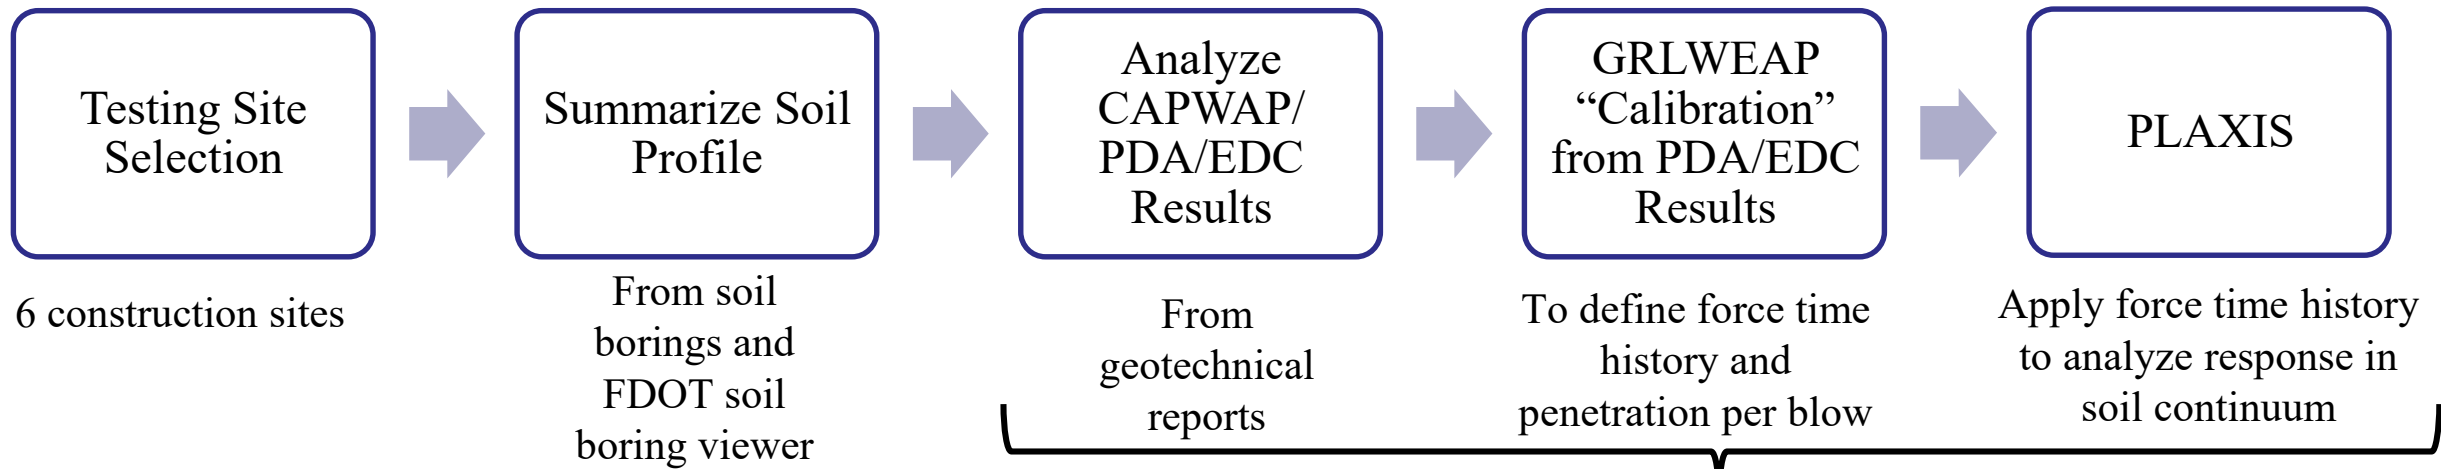 Testing Site
Selection
Summarize Soil
Profile
Analyze
CAPWAP/
PDA/EDC
Results
GRLWEAP
“Calibration”
from PDA/EDC
Results
PLAXIS
6 construction sites
From soil
borings and
FDOT soil
boring viewer
From
geotechnical
reports
To define force time
history and
penetration per blow
Apply force time history
to analyze response in
soil continuum